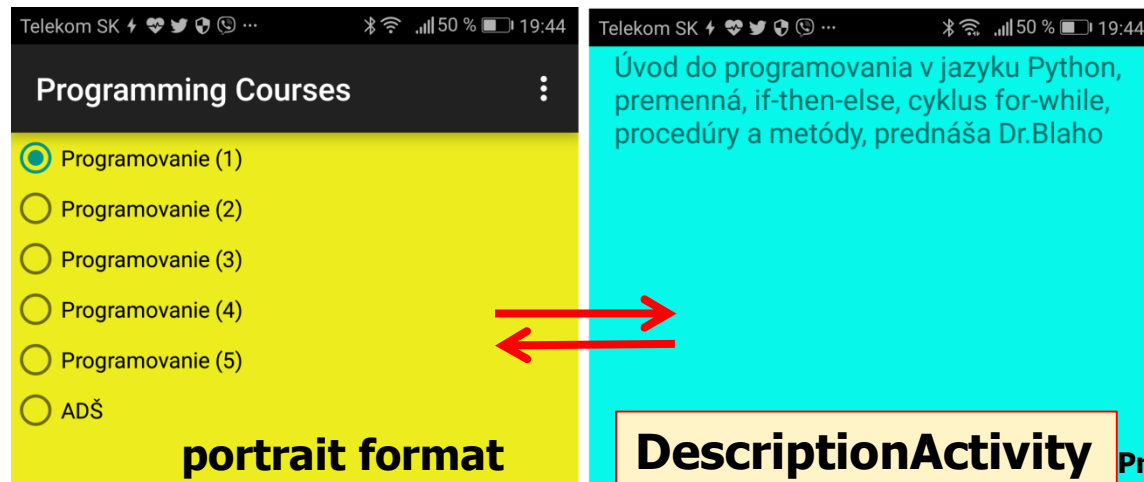 Telekom SK ... 50 % 19:44
Programming Courses
Programovanie (1)
Programovanie (2)
Programovanie (3)
Programovanie (4)
Programovanie (5)
ADŠ
portrait format
Telekom SK ... 50 % 19:44
Úvod do programovania v jazyku Python,
premenná, if-then-else, cyklus for-while,
procedúry a metódy, prednáša Dr.Blaho
DescriptionActivity